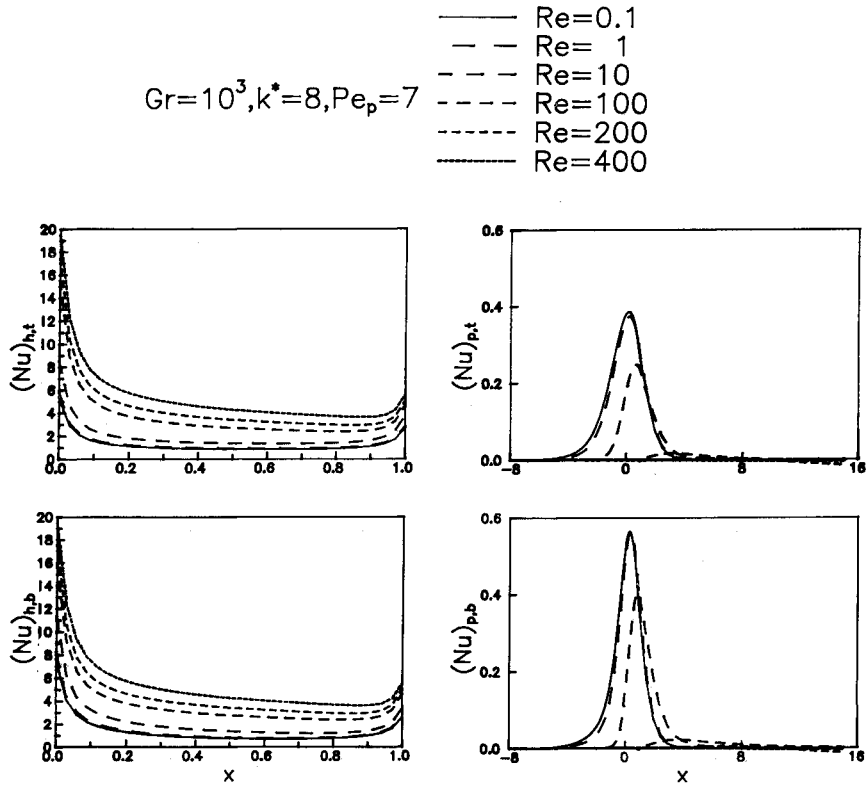 Re=0.1
Re= 1
Gr=10³,k*=8,Peₚ=7
Re=10
Re=100
Re=200
Re=400
20
18
16
14
12
10
8
6
4
2
0
0.0 0.2 0.4 0.6 0.8 1.0
(Nu)h,t
0.6
0.4
0.2
0.0
-8 0 8 16
(Nu)p,t
20
18
16
14
12
10
8
6
4
2
0
0.0 0.2 0.4 0.6 0.8 1.0
(Nu)h,b
x
0.6
0.4
0.2
0.0
-8 0 8 16
(Nu)p,b
x